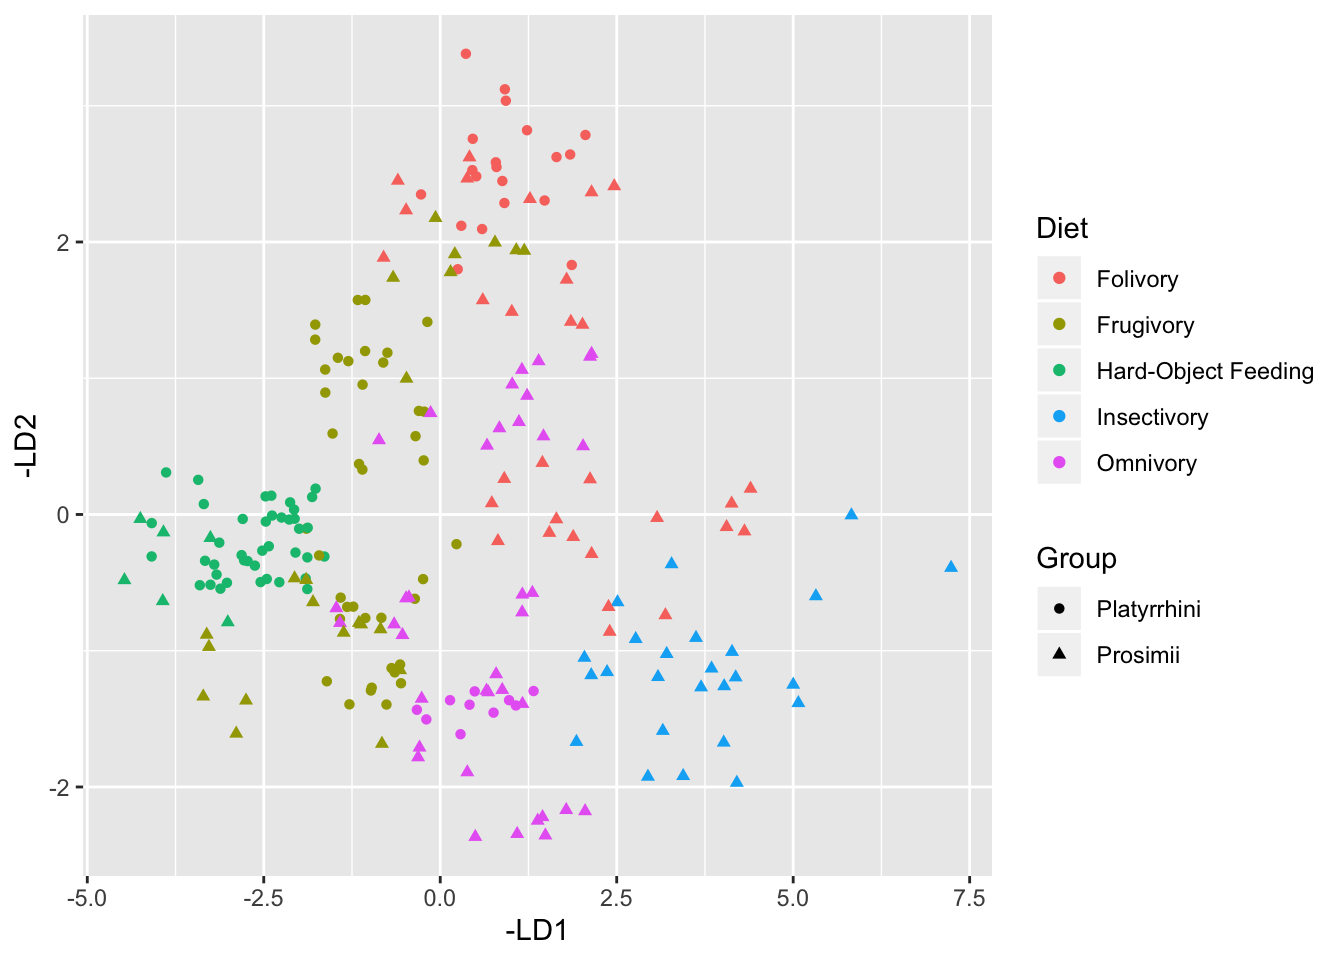 2
0
-2
-LD2
-5.0
-2.5
0.0
2.5
5.0
7.5
-LD1
Diet
Folivory
Frugivory
Hard-Object Feeding
Insectivory
Omnivory
Group
Platyrrhini
Prosimii